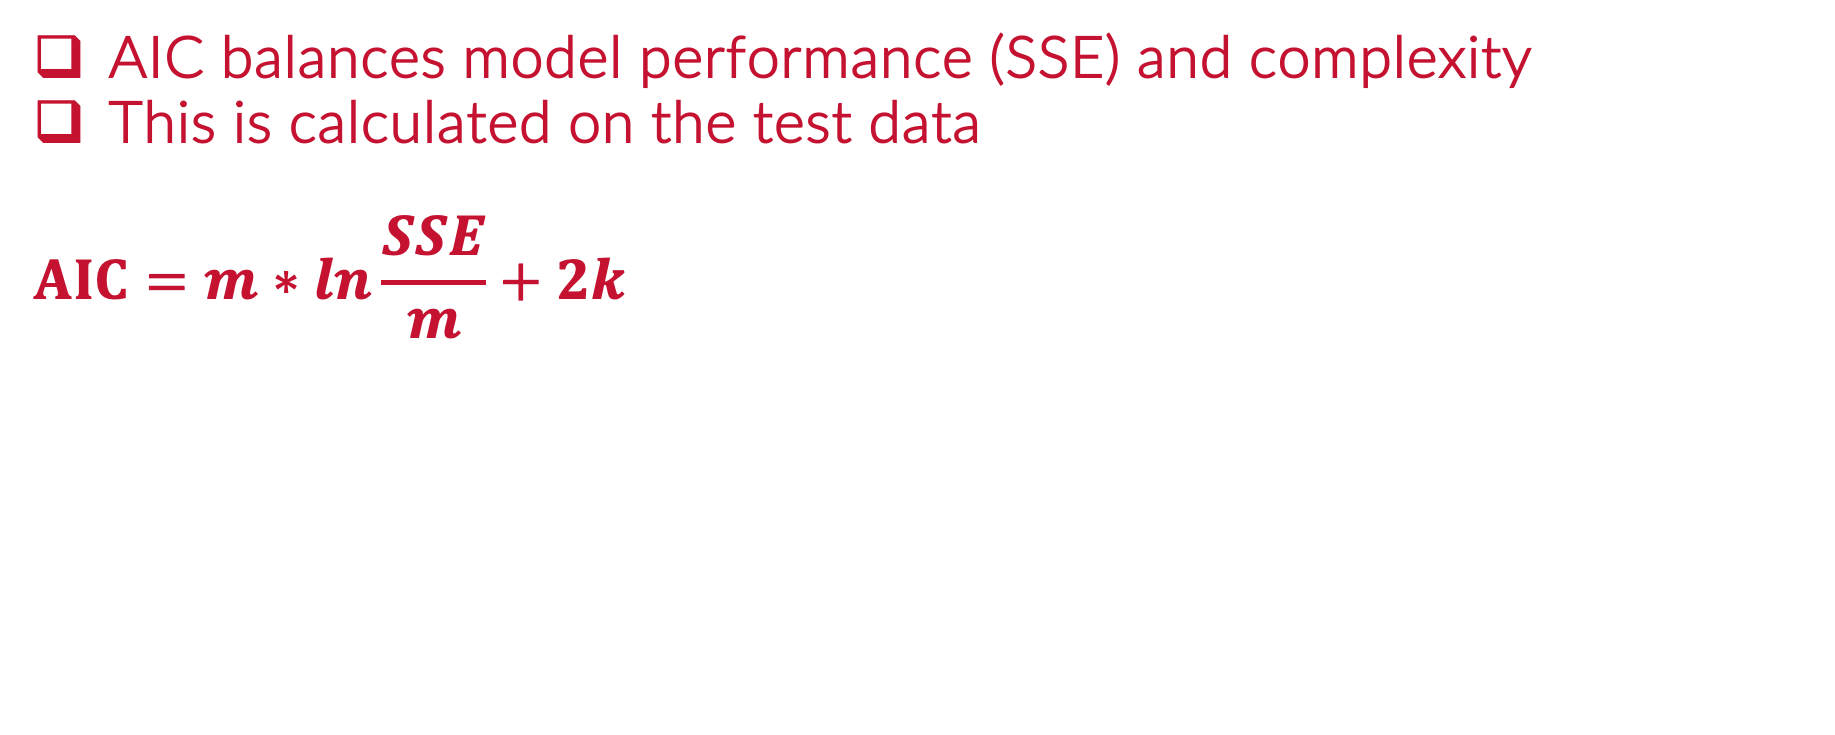 ❑ AIC balances model performance (SSE) and complexity
❑ This is calculated on the test data
AIC = m * ln SSE/m + 2k